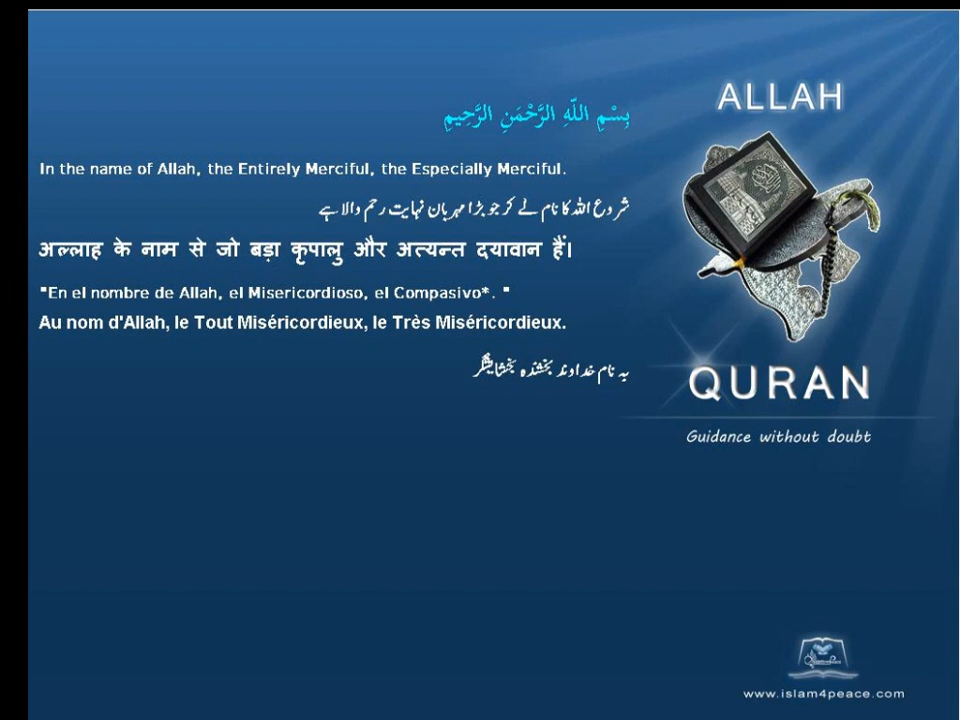 بِسْمِ اللّهِ الرَّحْمَنِ الرَّحِيمِ
In the name of Allah, the Entirely Merciful, the Especially Merciful.
شروع اللہ کا نام لے کر جو بڑا مہربان نہایت رحم والا ہے
अल्लाह के नाम से जो बड़ा कृपालु और अत्यन्त दयावान हैं।
"En el nombre de Allah, el Misericordioso, el Compasivo*. "
Au nom d'Allah, le Tout Miséricordieux, le Très Miséricordieux.
به نام خداوند بخشنده بخشایشگر
ALLAH
QURAN
Guidance without doubt
www.islam4peace.com